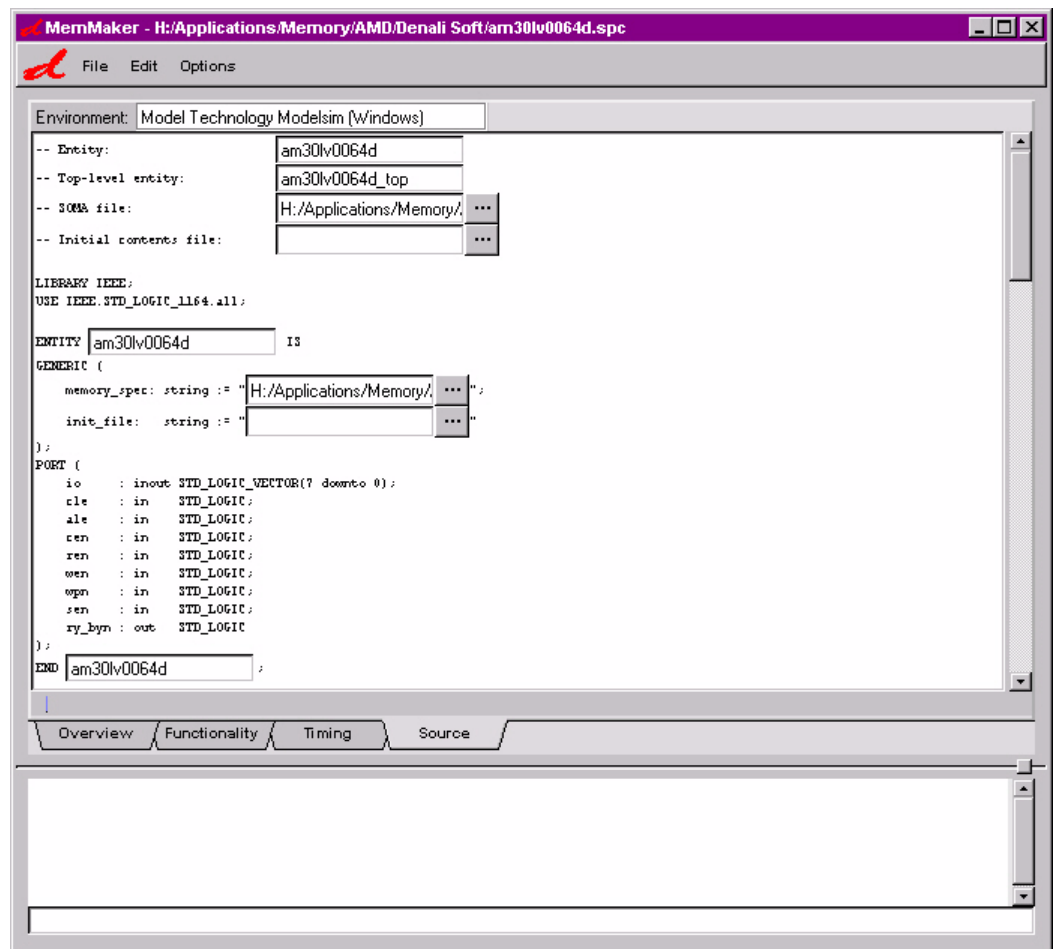 MemMaker - H:/Applications/Memory/AMD/Denali Soft/am30lv0064d.spc
File Edit Options
Environment: Model Technology Modelsim (Windows)
-- Entity: am30lv0064d
-- Top-level entity: am30lv0064d_top
-- SOMA file: H:/Applications/Memory/. ...
-- Initial contents file: ...
LIBRARY IEEE;
USE IEEE.STD_LOGIC_1164.all;
ENTITY am30lv0064d IS
GENERIC (
memory_spec: string := "H:/Applications/Memory/. ... ";
init_file: string := " ... "
);
PORT (
io : inout STD_LOGIC_VECTOR(7 downto 0);
cle : in STD_LOGIC;
ale : in STD_LOGIC;
cen : in STD_LOGIC;
ren : in STD_LOGIC;
wen : in STD_LOGIC;
wpn : in STD_LOGIC;
sen : in STD_LOGIC;
ry_byn : out STD_LOGIC
);
END am30lv0064d ;
Overview Functionality Timing Source